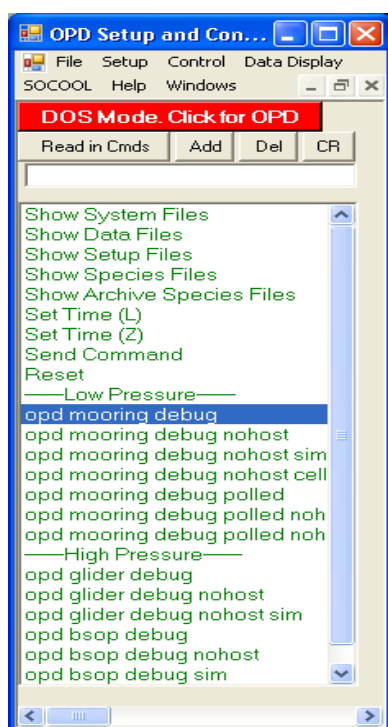 OPD Setup and Con...
File Setup Control Data Display
SOCOOL Help Windows
DOS Mode. Click for OPD
Read in Cmds Add Del CR
Show System Files
Show Data Files
Show Setup Files
Show Species Files
Show Archive Species Files
Set Time (L)
Set Time (Z)
Send Command
Reset
——Low Pressure——
opd mooring debug
opd mooring debug nohost
opd mooring debug nohost sim
opd mooring debug nohost cell
opd mooring debug polled
opd mooring debug polled noh
opd mooring debug polled noh
——High Pressure——
opd glider debug
opd glider debug nohost
opd glider debug nohost sim
opd bsop debug
opd bsop debug nohost
opd bsop debug sim